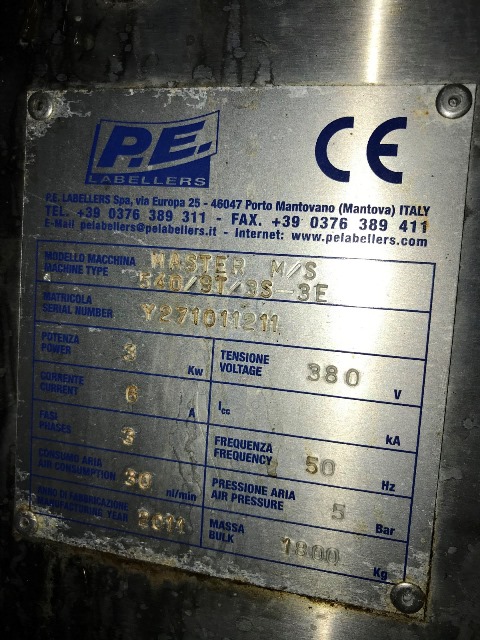 P.E.
LABELLERS
CE
P.E. LABELLERS Spa, via Europa 25 - 46047 Porto Mantovano (Mantova) ITALY
TEL. +39 0376 389 311 - FAX. +39 0376 389 411
E-Mail pelabellers@pelabellers.it - Internet: www.pelabellers.com
MODELLO MACCHINA
MACHINE TYPE
MASTER M/S
540/9T/3S-3E
MATRICOLA
SERIAL NUMBER
Y271011211
POTENZA
POWER 3 Kw
TENSIONE
VOLTAGE 380 V
CORRENTE
CURRENT 6 A
Icc kA
FASI
PHASES 3
FREQUENZA
FREQUENCY 50 Hz
CONSUMO ARIA
AIR CONSUMPTION 30 nl/min
PRESSIONE ARIA
AIR PRESSURE 5 Bar
ANNO DI FABBRICAZIONE
MANUFACTURING YEAR 2011
MASSA
BULK 1800 Kg